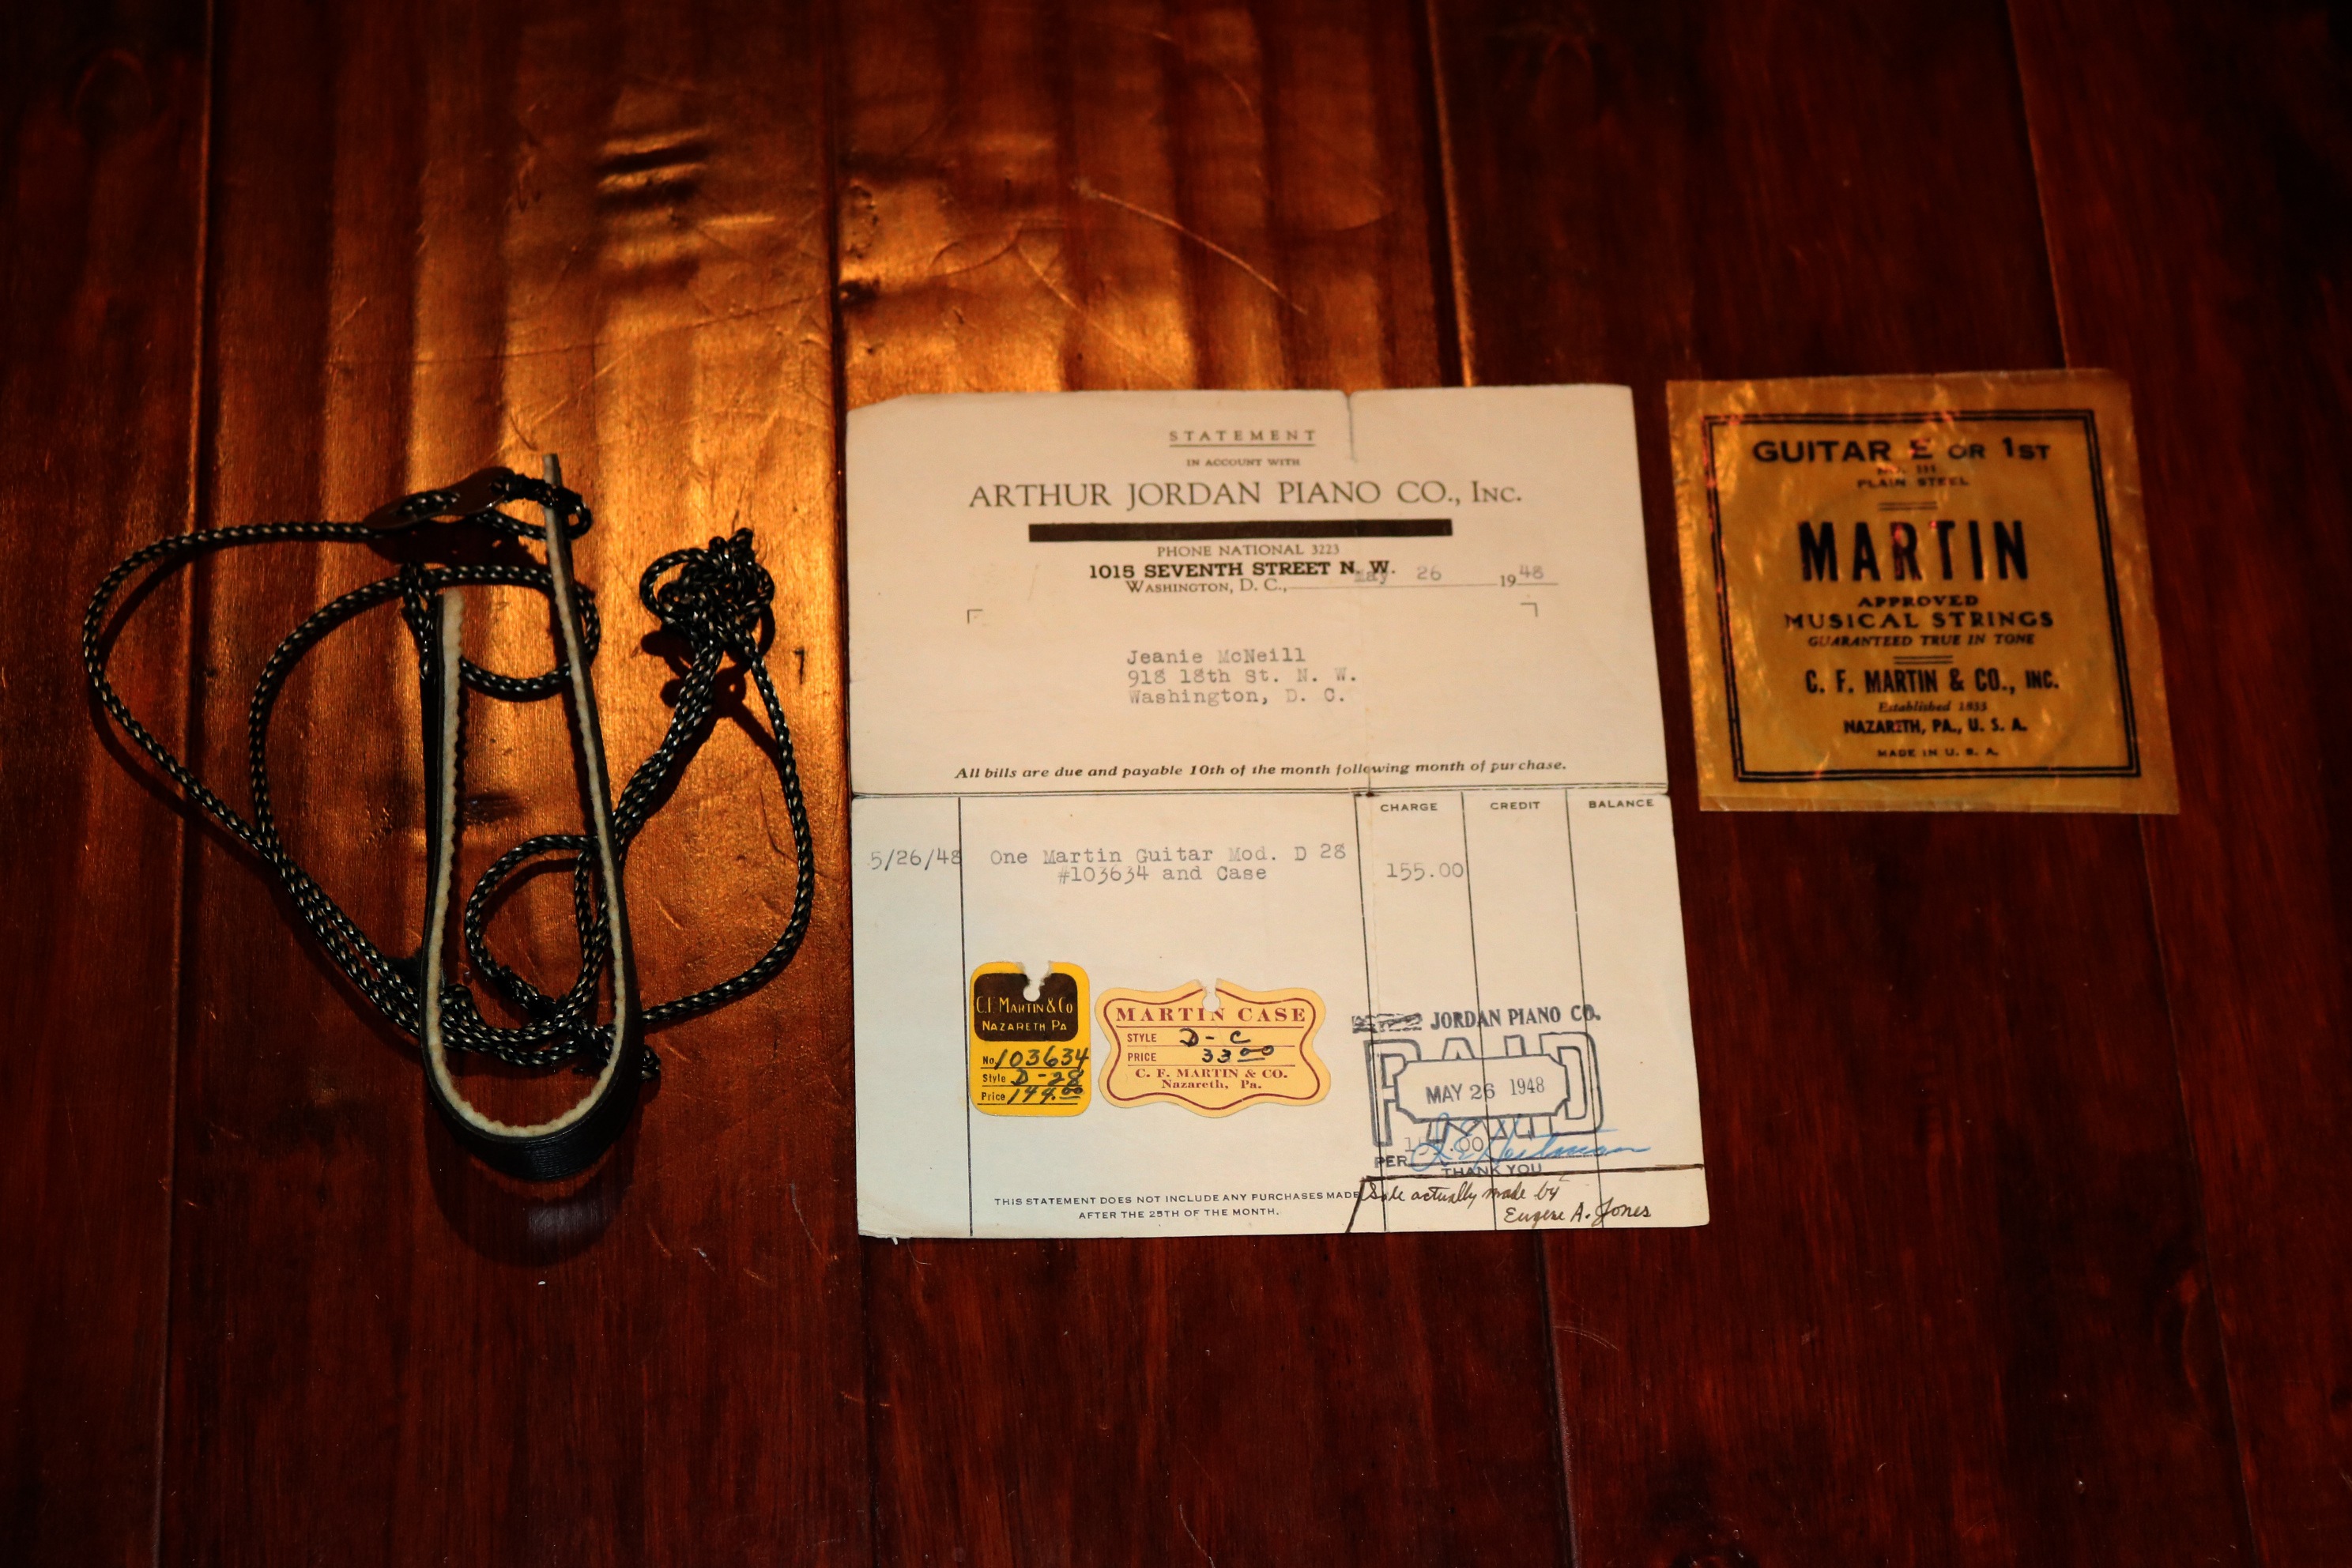 STATEMENT
IN ACCOUNT WITH
ARTHUR JORDAN PIANO CO., INC.
PHONE NATIONAL 3223
1015 SEVENTH STREET N. W.
WASHINGTON, D. C., May 26 1948
Jeanie McNeill
918 18th St. N. W.
Washington, D. C.
All bills are due and payable 10th of the month following month of purchase.
CHARGE CREDIT BALANCE
5/26/48 One Martin Guitar Mod. D 28
#103634 and Case 155.00
C.F. MARTIN & CO
NAZARETH PA
No. 103634
Style D-28
Price
MARTIN CASE
STYLE D-C
PRICE 33.00
C. F. MARTIN & CO.
Nazareth, Pa.
JORDAN PIANO CO.
PAID
MAY 26 1948
PER
THANK YOU
Sale actually made by
Eugene A. Jones
THIS STATEMENT DOES NOT INCLUDE ANY PURCHASES MADE
AFTER THE 25TH OF THE MONTH.
GUITAR E OR 1ST
PLAIN STEEL
MARTIN
APPROVED
MUSICAL STRINGS
GUARANTEED TRUE IN TONE
C. F. MARTIN & CO., INC.
Established 1833
NAZARETH, PA., U. S. A.
MADE IN U. S. A.